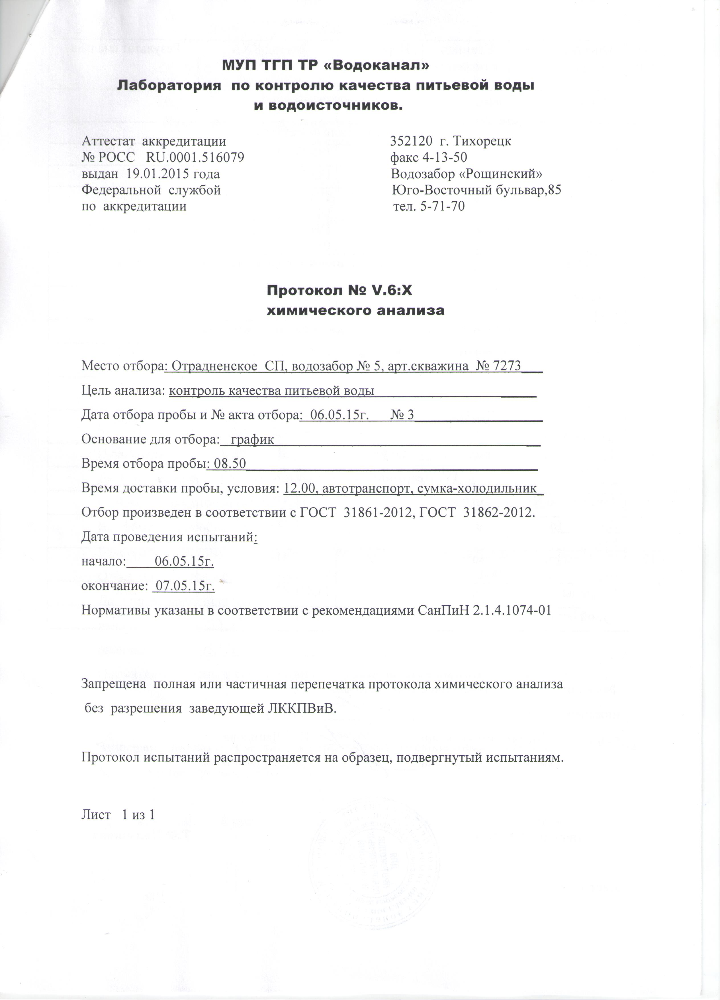 МУП ТГП ТР «Водоканал»
Лаборатория по контролю качества питьевой воды
и водоисточников.
Аттестат аккредитации
№ РОСС RU.0001.516079
выдан 19.01.2015 года
Федеральной службой
по аккредитации
352120 г. Тихорецк
факс 4-13-50
Водозабор «Рощинский»
Юго-Восточный бульвар,85
тел. 5-71-70
Протокол № V.6:X
химического анализа
Место отбора: Отрадненское СП, водозабор № 5, арт.скважина № 7273
Цель анализа: контроль качества питьевой воды
Дата отбора пробы и № акта отбора: 06.05.15г. № 3
Основание для отбора: график
Время отбора пробы: 08.50
Время доставки пробы, условия: 12.00, автотранспорт, сумка-холодильник
Отбор произведен в соответствии с ГОСТ 31861-2012, ГОСТ 31862-2012.
Дата проведения испытаний:
начало: 06.05.15г.
окончание: 07.05.15г.
Нормативы указаны в соответствии с рекомендациями СанПиН 2.1.4.1074-01
Запрещена полная или частичная перепечатка протокола химического анализа
без разрешения заведующей ЛККПВиВ.
Протокол испытаний распространяется на образец, подвергнутый испытаниям.
Лист 1 из 1